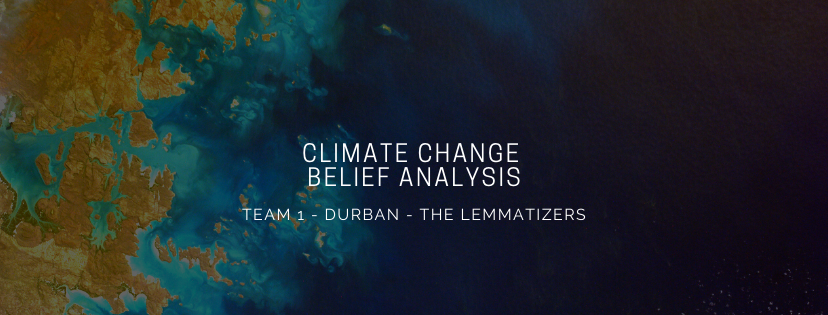 CLIMATE CHANGE
BELIEF ANALYSIS
TEAM 1 - DURBAN - THE LEMMATIZERS